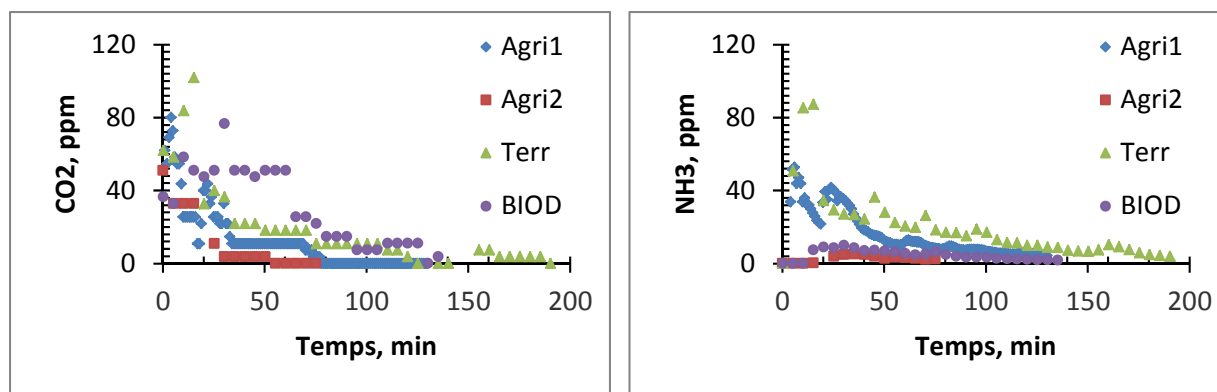 120
80
40
0
CO2, ppm
0 50 100 150 200
Temps, min
Agri1
Agri2
Terr
BIOD
120
80
40
0
NH3, ppm
0 50 100 150 200
Temps, min
Agri1
Agri2
Terr
BIOD